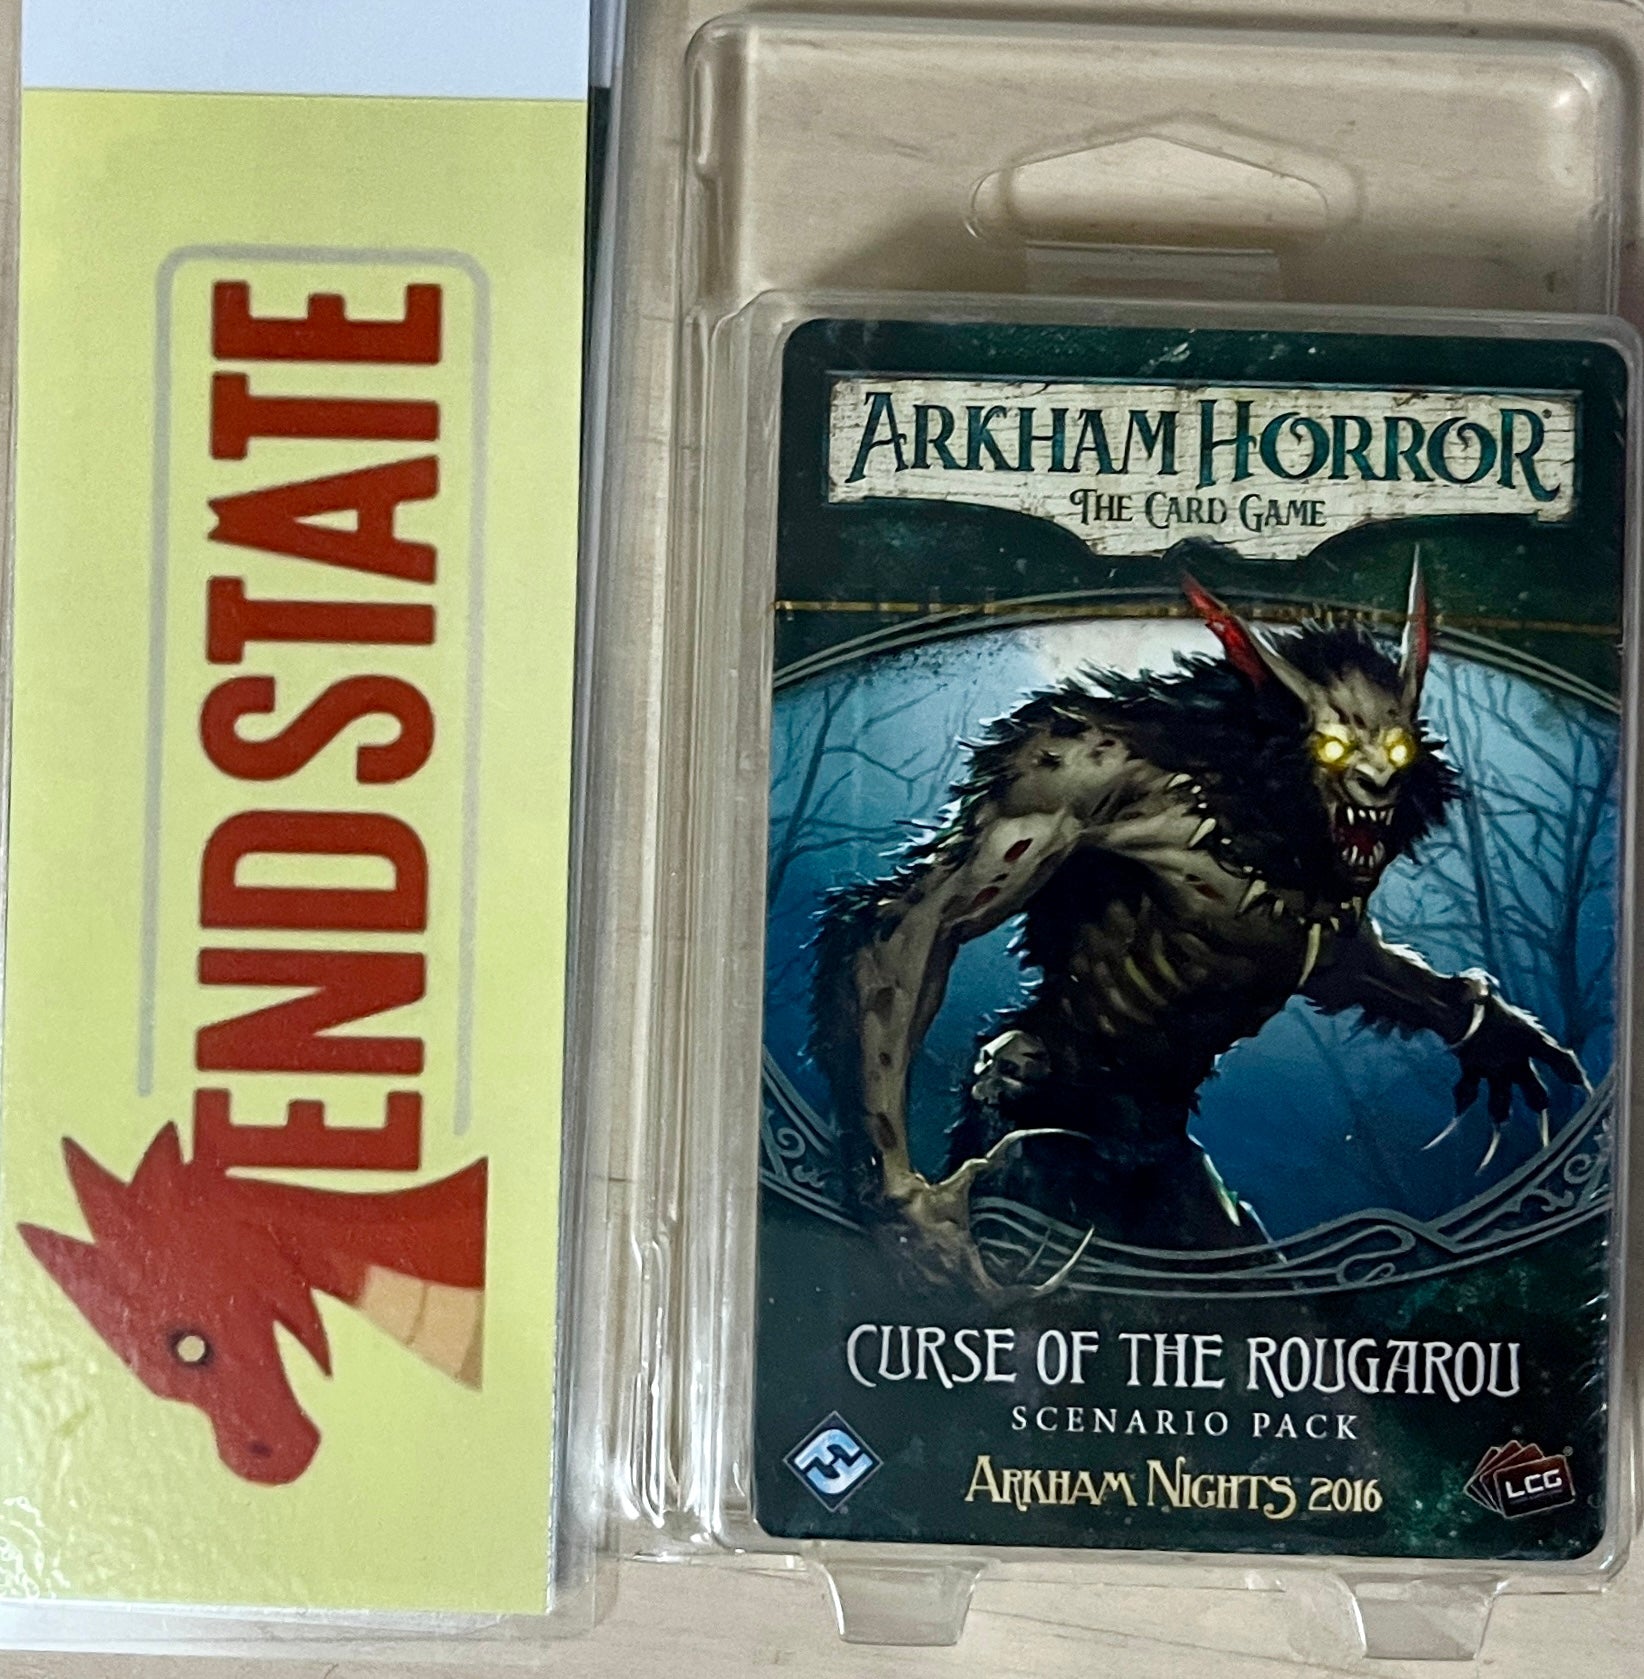 ENDSTATE
ARKHAM HORROR®
THE CARD GAME
CURSE OF THE ROUGAROU
SCENARIO PACK
ARKHAM NIGHTS 2016
LCG®